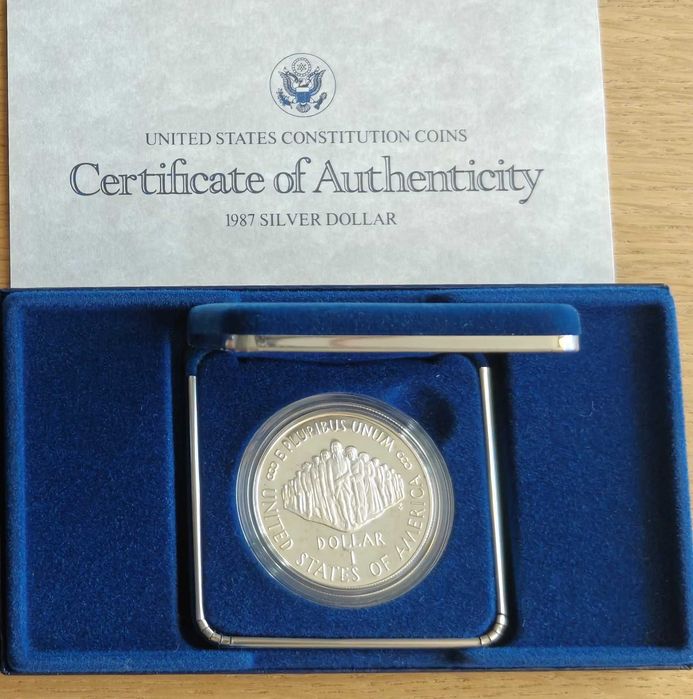 UNITED STATES CONSTITUTION COINS
Certificate of Authenticity
1987 SILVER DOLLAR
E PLURIBUS UNUM
DOLLAR
1
UNITED STATES OF AMERICA